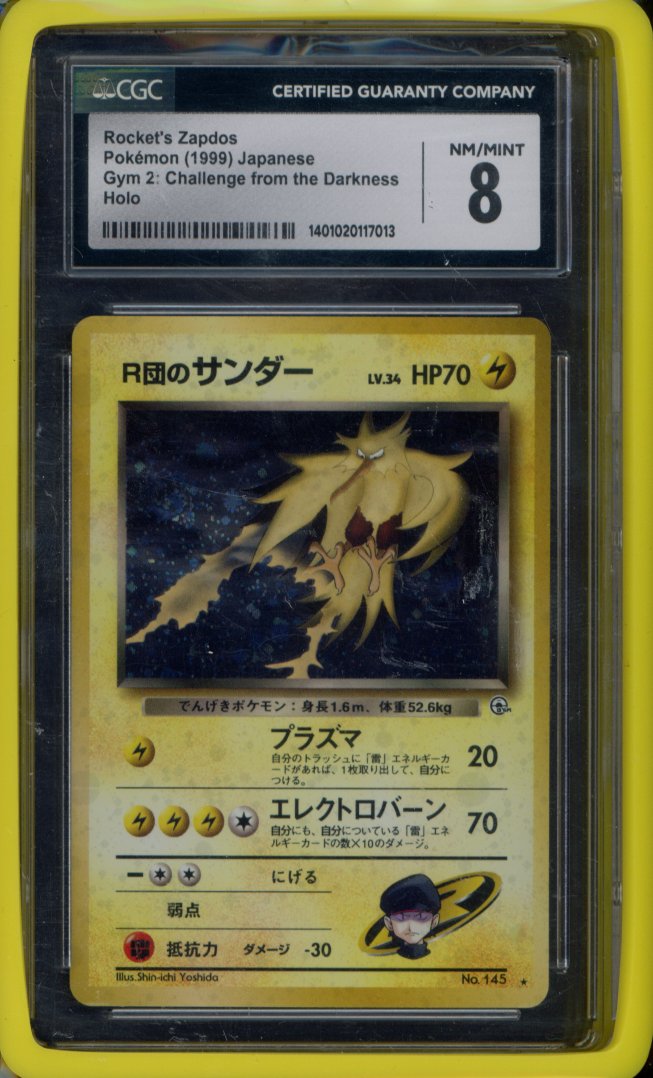 CGC
CERTIFIED GUARANTY COMPANY
Rocket's Zapdos
Pokémon (1999) Japanese
Gym 2: Challenge from the Darkness
Holo
NM/MINT
8
1401020117013
R団のサンダー LV.34 HP70
でんげきポケモン：身長1.6m、体重52.6kg
プラズマ 20
自分のトラッシュに「雷」エネルギーカ
ードがあれば、1枚取り出して、自分に
つける。
エレクトロバーン 70
自分にも、自分についている「雷」エネ
ルギーカードの数×10のダメージ。
にげる
弱点
抵抗力 ダメージ -30
Illus.Shin-ichi Yoshida
No.145 ★